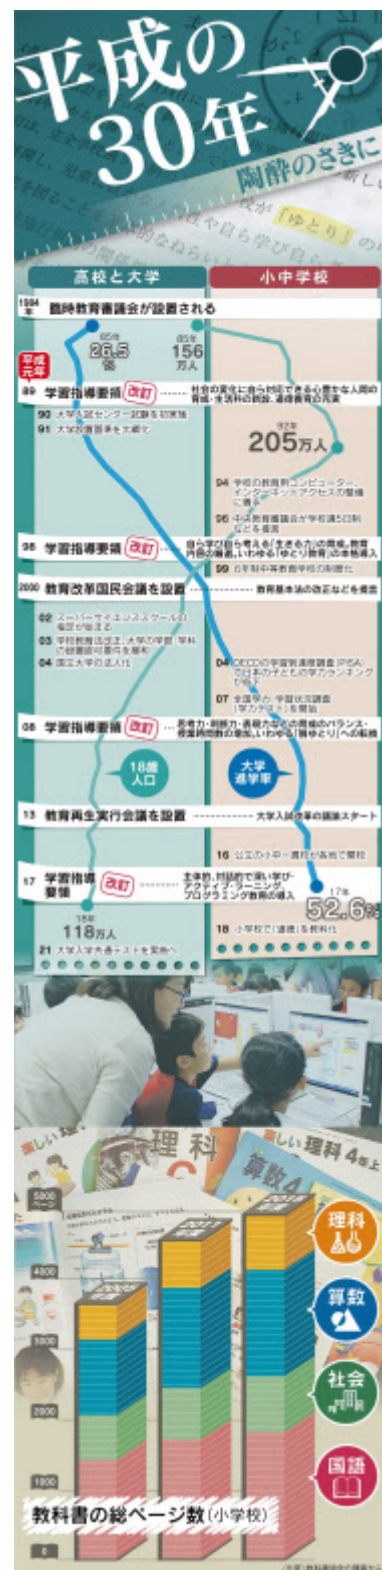 平成の
30年
陶酔のさきに
『ゆとり』の
高校と大学
小中学校
1984年
臨時教育審議会が設置される
85年
26.5%
85年
156万人
平成元年
89 学習指導要領 改訂
社会の変化に自ら対応できる心豊かな人間の
育成・生活科の新設、道徳教育の充実
90 大学入試センター試験を初実施
91 大学設置基準を大綱化
92年
205万人
94 学校の教育用コンピューター、
インターネットアクセスの整備
に着手
96 中央教育審議会が学校週5日制
などを提言
98 学習指導要領 改訂
自ら学び自ら考える「生きる力」の育成、教育
内容の厳選、いわゆる「ゆとり教育」の本格導入
99 6年制中等教育学校の制度化
2000 教育改革国民会議を設置
教育基本法の改正などを提言
02 スーパーサイエンススクールの
指定が始まる
03 学校教育法改正、大学の学部・学科
の設置認可要件を緩和
04 国立大学の法人化
04 OECDの学習到達度調査(PISA)
で日本の子どもの学力ランキング
が低下
07 全国学力・学習状況調査
(学力テスト)を開始
08 学習指導要領 改訂
思考力・判断力・表現力などの育成のバランス・
授業時間数の増加、いわゆる「脱ゆとり」への転換
18歳
人口
大学
進学率
13 教育再生実行会議を設置
大学入試改革の議論スタート
16 公立の小中一貫校が各地で開校
17 学習指導
要領 改訂
主体的、対話的で深い学び・
アクティブ・ラーニング、
プログラミング教育の導入
17年
52.6%
18年
118万人
18 小学校で「道徳」を教科化
21 大学入学共通テストを実施へ
理科
楽しい理科 4年上
算数4
5000
ページ
4000
3000
2000
1000
0
理科
算数
社会
国語
教科書の総ページ数(小学校)